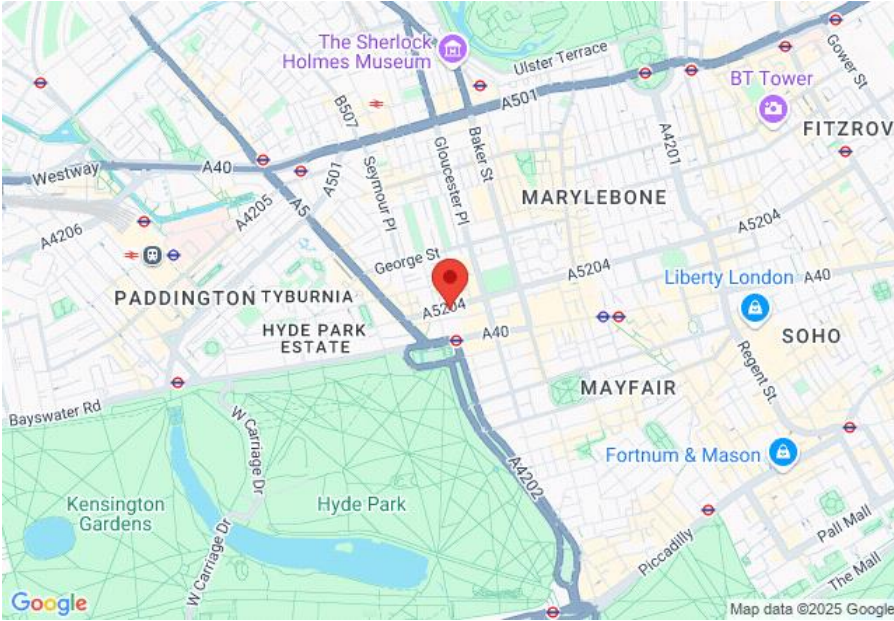 The Sherlock
Holmes Museum
Ulster Terrace
Gower St
BT Tower
B507
A501
A4201
FITZROV
Baker St
Westway
A40
A501
Seymour Pl
Gloucester Pl
MARYLEBONE
A4205
A5
A4206
A5204
George St
A5204
Liberty London
A40
PADDINGTON
TYBURNIA
A5204
HYDE PARK
ESTATE
A40
SOHO
Regent St.
MAYFAIR
Bayswater Rd
W Carriage Dr
Fortnum & Mason
A4202
Kensington
Gardens
Hyde Park
W Carriage Dr
Piccadilly
Pall Mall
The Mall
Google
Map data ©2025 Google